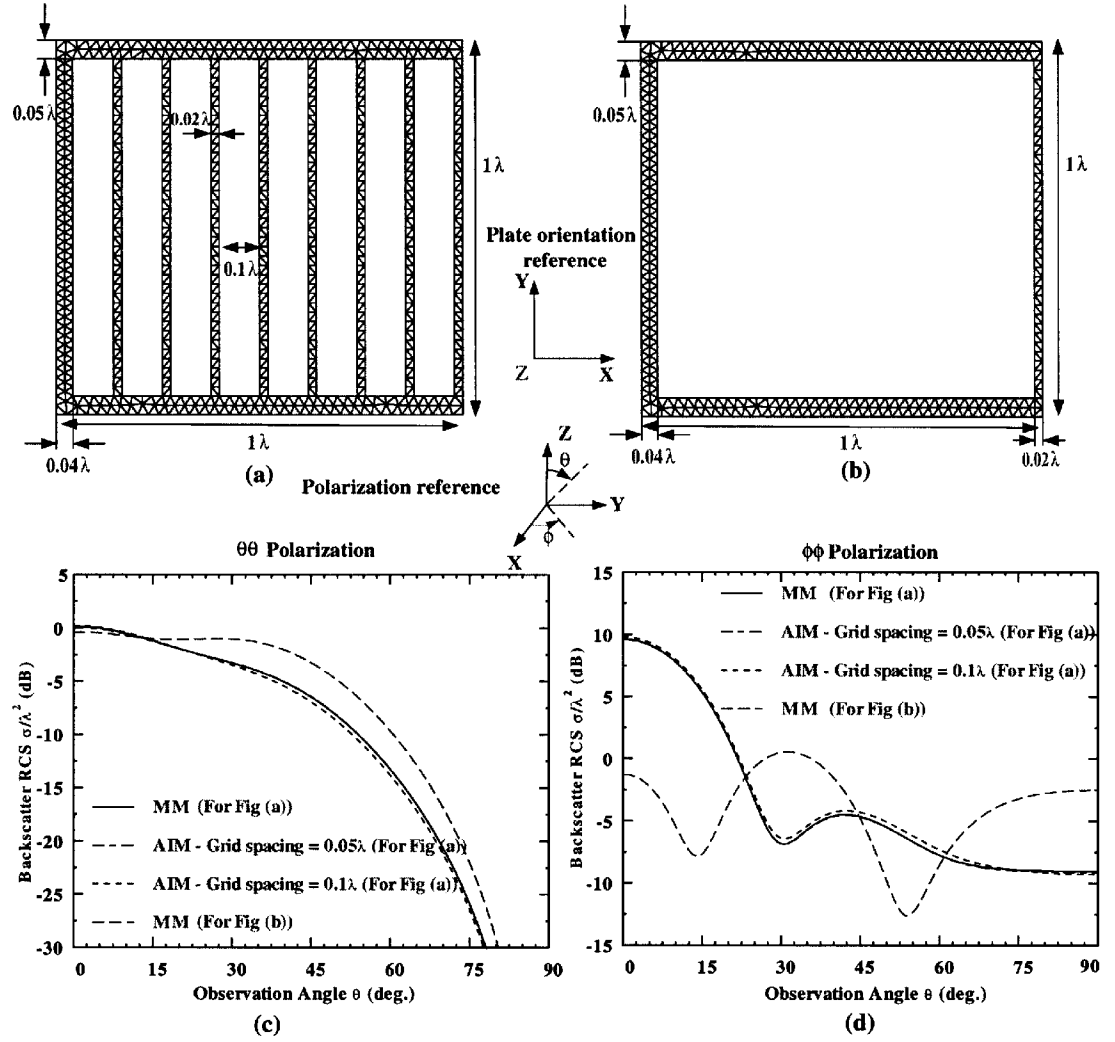 0.05λ
0.02λ
0.1λ
1λ
1λ
0.04λ
(a)
Plate orientation
reference
Y
Z
X
0.05λ
1λ
1λ
0.04λ
0.02λ
(b)
Polarization reference
Z
θ
Y
ϕ
X
θθ Polarization
Backscatter RCS σ/λ² (dB)
5
0
-5
-10
-15
-20
-25
-30
MM (For Fig (a))
AIM - Grid spacing = 0.05λ (For Fig (a))
AIM - Grid spacing = 0.1λ (For Fig (a))
MM (For Fig (b))
0 15 30 45 60 75 90
Observation Angle θ (deg.)
(c)
ϕϕ Polarization
Backscatter RCS σ/λ² (dB)
15
10
5
0
-5
-10
-15
MM (For Fig (a))
AIM - Grid spacing = 0.05λ (For Fig (a))
AIM - Grid spacing = 0.1λ (For Fig (a))
MM (For Fig (b))
0 15 30 45 60 75 90
Observation Angle θ (deg.)
(d)